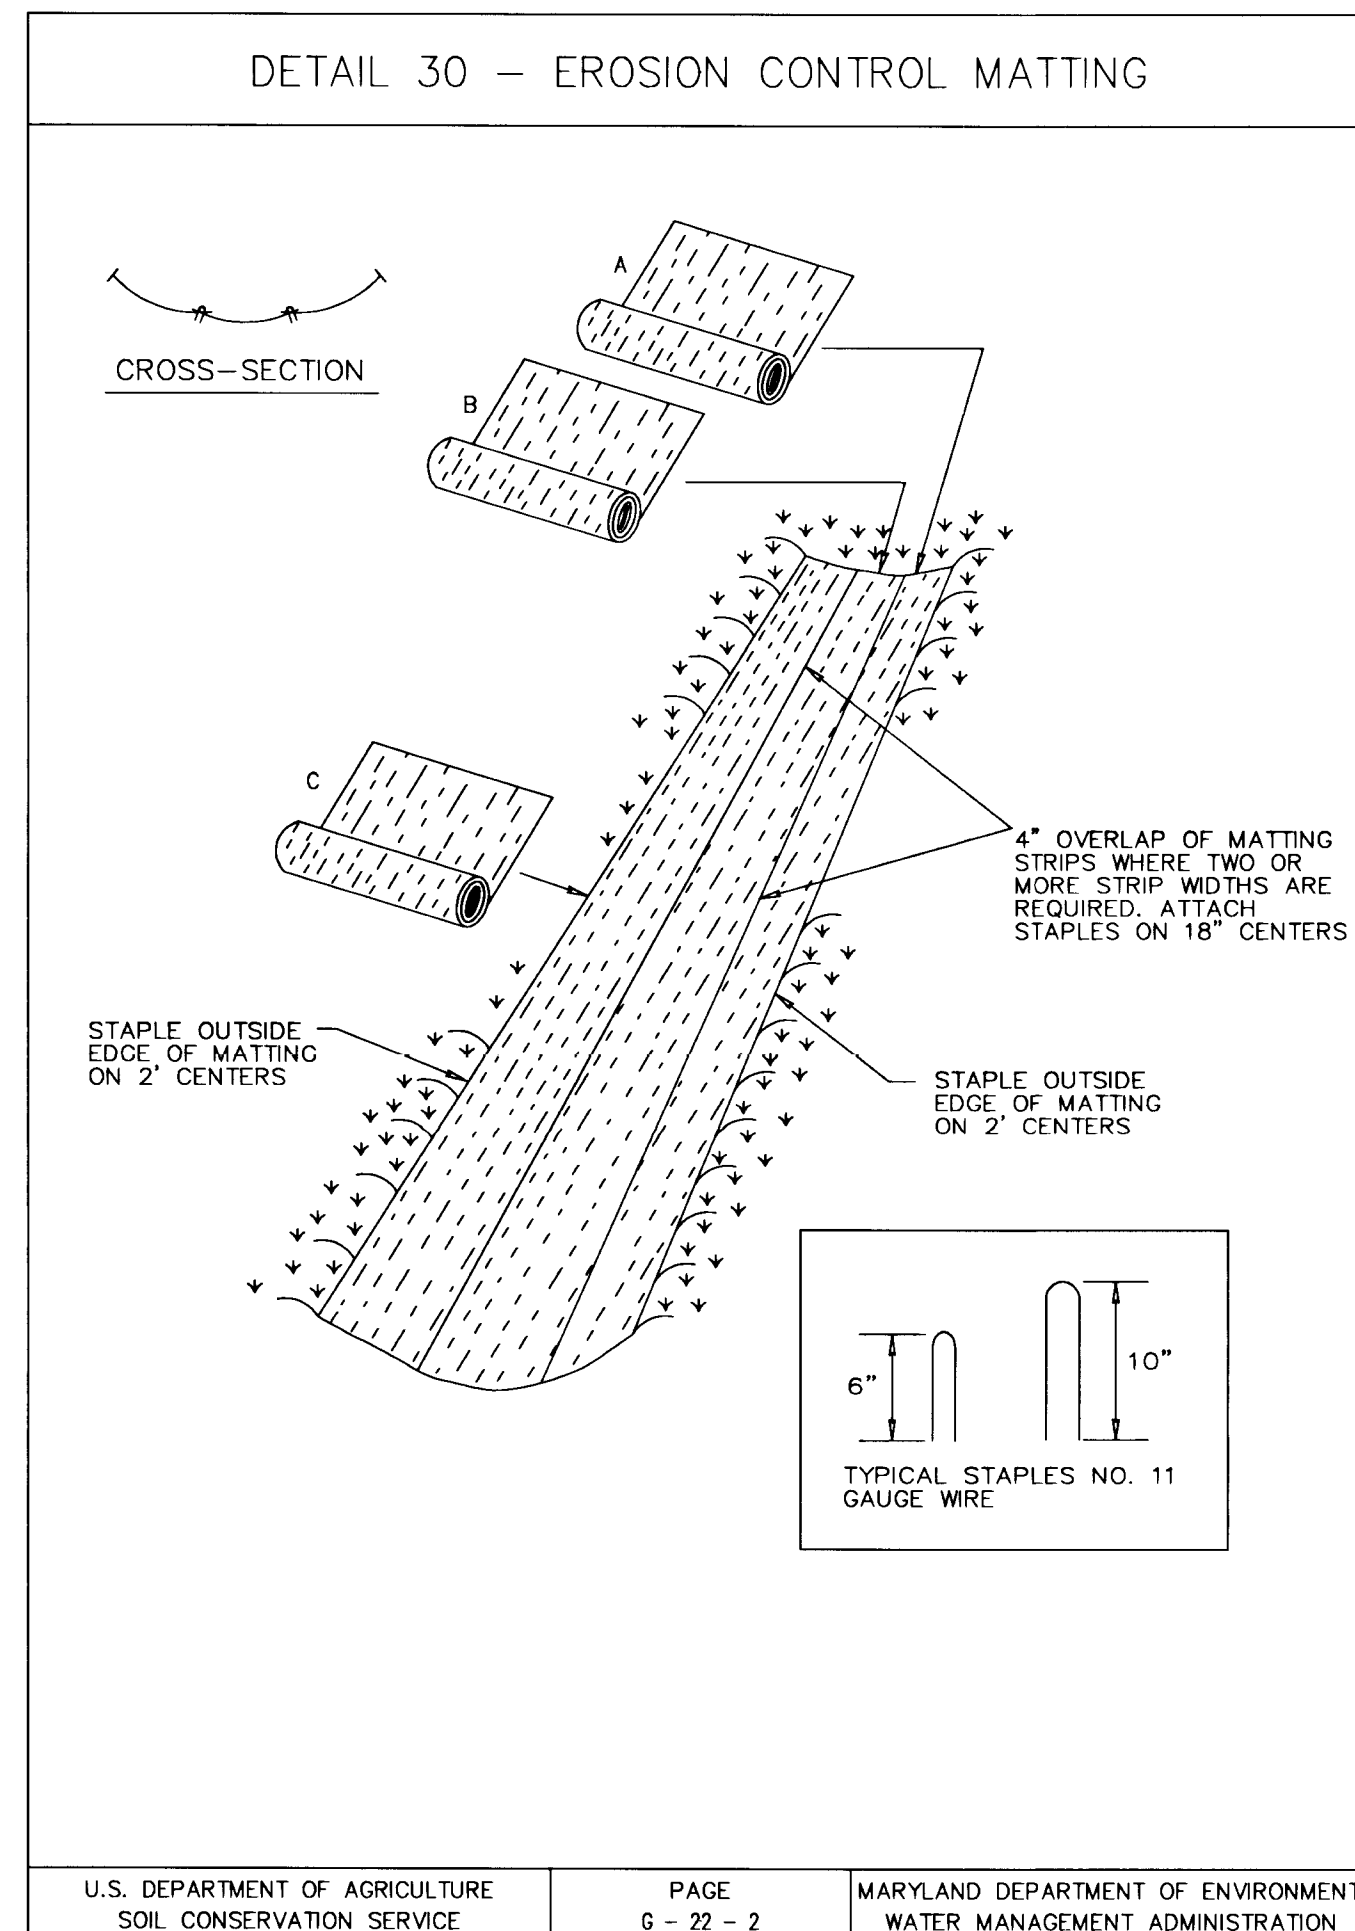 DETAIL 30 – EROSION CONTROL MATTING
CROSS–SECTION
A
B
C
4" OVERLAP OF MATTING
STRIPS WHERE TWO OR
MORE STRIP WIDTHS ARE
REQUIRED. ATTACH
STAPLES ON 18" CENTERS
STAPLE OUTSIDE
EDGE OF MATTING
ON 2' CENTERS
STAPLE OUTSIDE
EDGE OF MATTING
ON 2' CENTERS
6"
10"
TYPICAL STAPLES NO. 11
GAUGE WIRE
U.S. DEPARTMENT OF AGRICULTURE
SOIL CONSERVATION SERVICE
PAGE
G – 22 – 2
MARYLAND DEPARTMENT OF ENVIRONMENT
WATER MANAGEMENT ADMINISTRATION